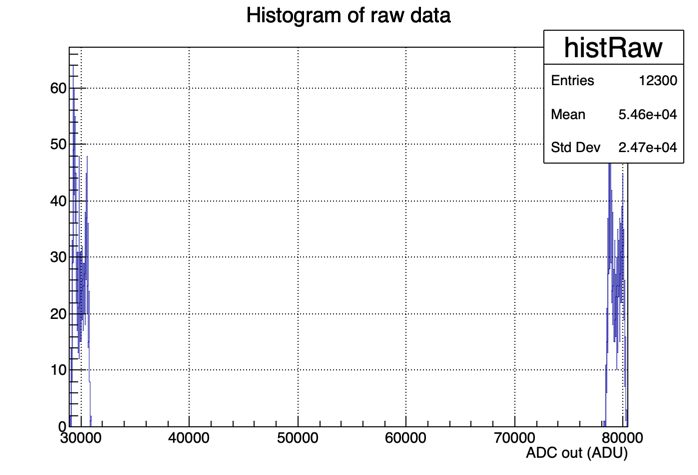 Histogram of raw data
histRaw
Entries 12300
Mean 5.46e+04
Std Dev 2.47e+04
60
50
40
30
20
10
0
30000 40000 50000 60000 70000 80000
ADC out (ADU)